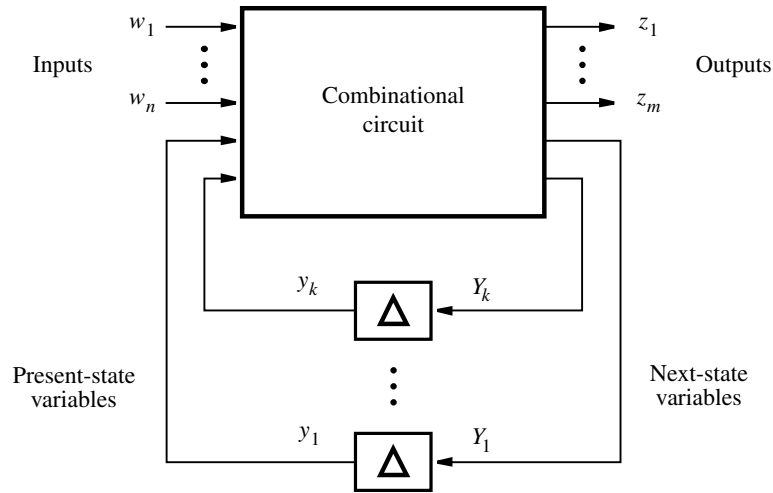 w1
z1
Inputs
Outputs
Combinational
circuit
wn
zm
yk
Δ
Yk
Present-state
variables
Next-state
variables
y1
Δ
Y1